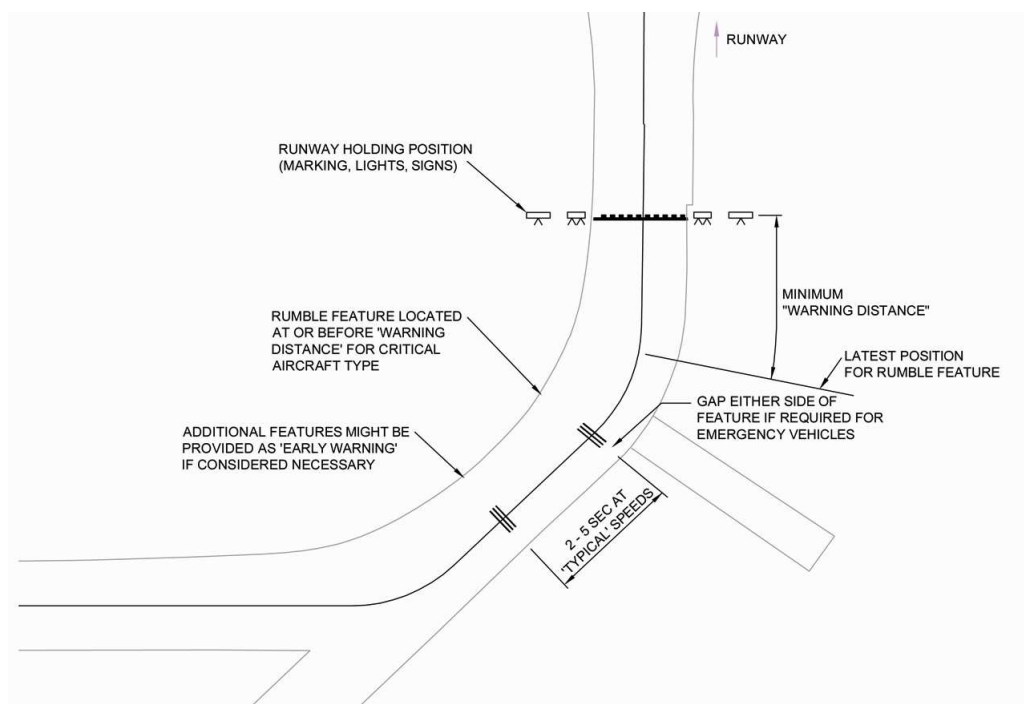 RUNWAY
RUNWAY HOLDING POSITION
(MARKING, LIGHTS, SIGNS)
MINIMUM
"WARNING DISTANCE"
RUMBLE FEATURE LOCATED
AT OR BEFORE 'WARNING
DISTANCE' FOR CRITICAL
AIRCRAFT TYPE
LATEST POSITION
FOR RUMBLE FEATURE
GAP EITHER SIDE OF
FEATURE IF REQUIRED FOR
EMERGENCY VEHICLES
ADDITIONAL FEATURES MIGHT BE
PROVIDED AS 'EARLY WARNING'
IF CONSIDERED NECESSARY
2 - 5 SEC AT
'TYPICAL' SPEEDS